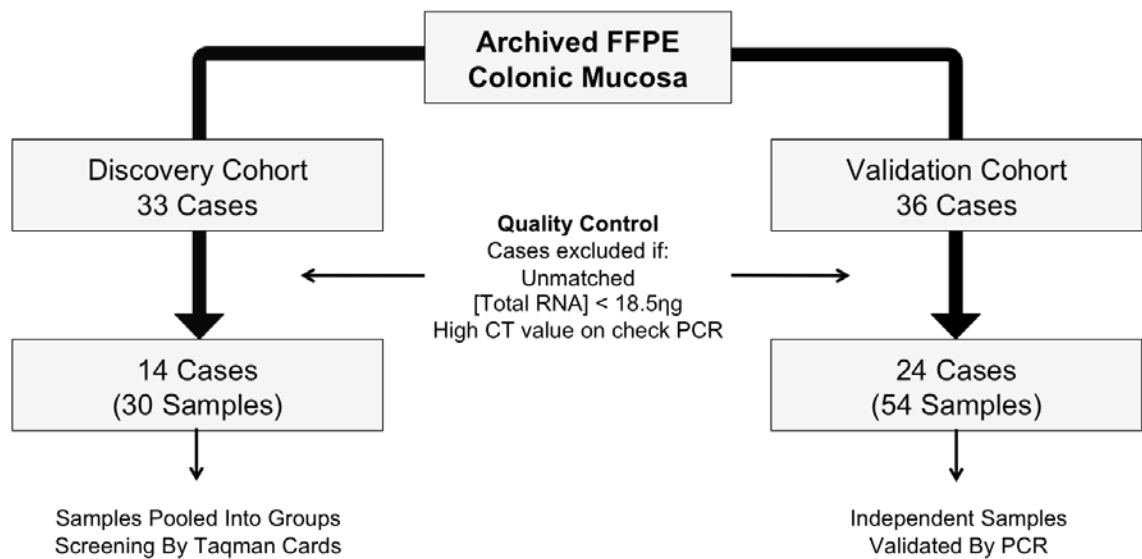 Archived FFPE
Colonic Mucosa
Discovery Cohort
33 Cases
Validation Cohort
36 Cases
Quality Control
Cases excluded if:
Unmatched
[Total RNA] < 18.5ηg
High CT value on check PCR
14 Cases
(30 Samples)
24 Cases
(54 Samples)
Samples Pooled Into Groups
Screening By Taqman Cards
Independent Samples
Validated By PCR